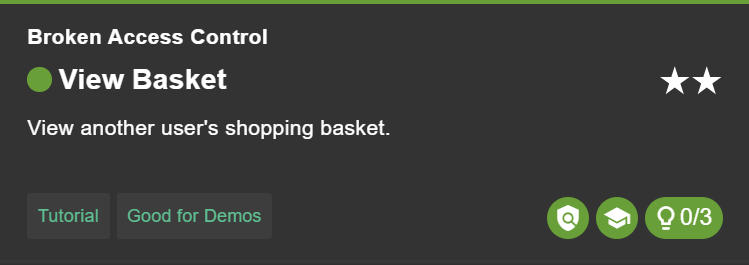 Broken Access Control
View Basket
View another user's shopping basket.
Tutorial Good for Demos 0/3